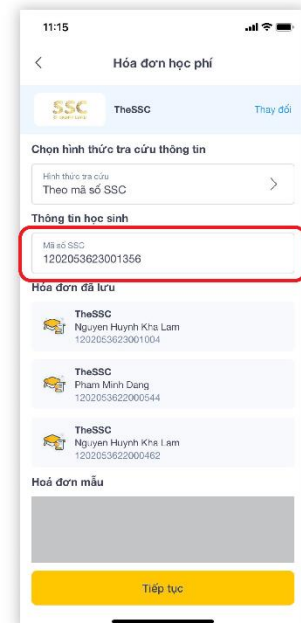 11:15
Hóa đơn học phí
SSC
TheSSC
Thay đổi
Chọn hình thức tra cứu thông tin
Hình thức tra cứu
Theo mã số SSC
Thông tin học sinh
Mã số SSC
1202053623001356
Hóa đơn đã lưu
TheSSC
Nguyen Huynh Kha Lam
1202053623001004
TheSSC
Pham Minh Dang
1202053622000544
TheSSC
Nguyen Huynh Kha Lam
1202053622000462
Hoá đơn mẫu
Tiếp tục